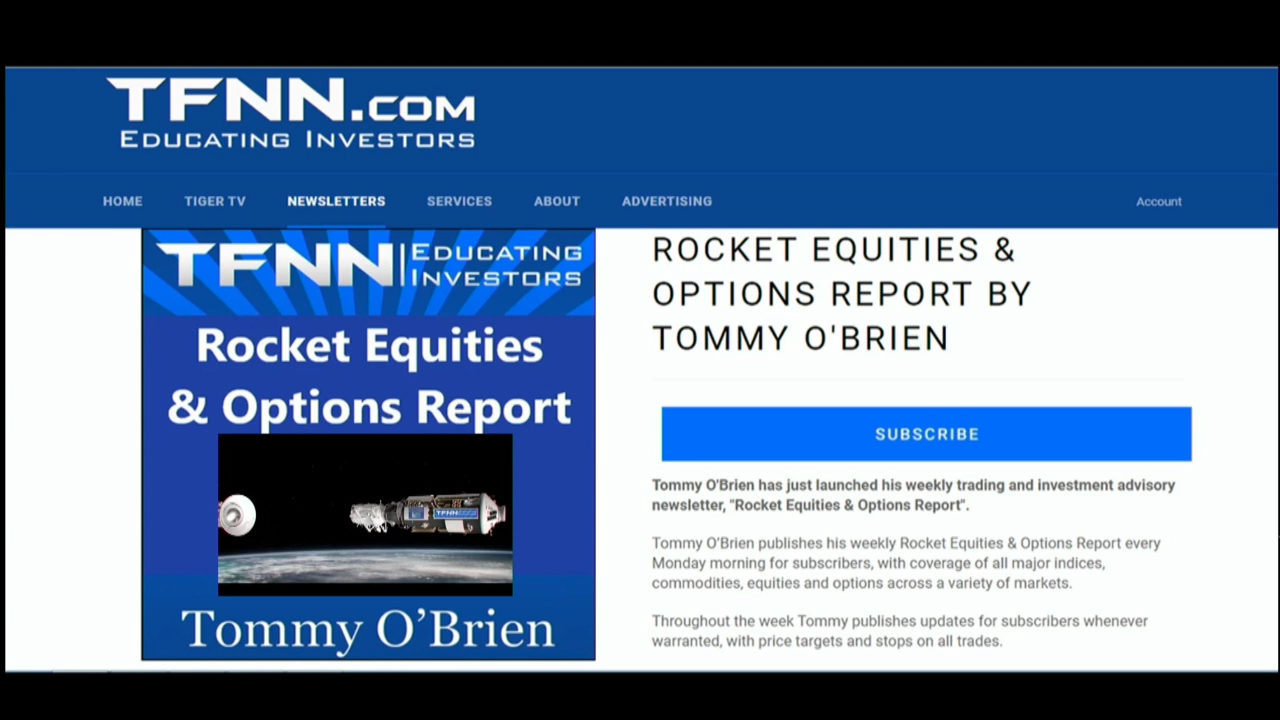 TFNN.COM
EDUCATING INVESTORS
HOME TIGER TV NEWSLETTERS SERVICES ABOUT ADVERTISING Account
TFNN EDUCATING
INVESTORS
Rocket Equities
& Options Report
TFNN
Tommy O’Brien
ROCKET EQUITIES &
OPTIONS REPORT BY
TOMMY O'BRIEN
SUBSCRIBE
Tommy O'Brien has just launched his weekly trading and investment advisory
newsletter, "Rocket Equities & Options Report".
Tommy O'Brien publishes his weekly Rocket Equities & Options Report every
Monday morning for subscribers, with coverage of all major indices,
commodities, equities and options across a variety of markets.
Throughout the week Tommy publishes updates for subscribers whenever
warranted, with price targets and stops on all trades.